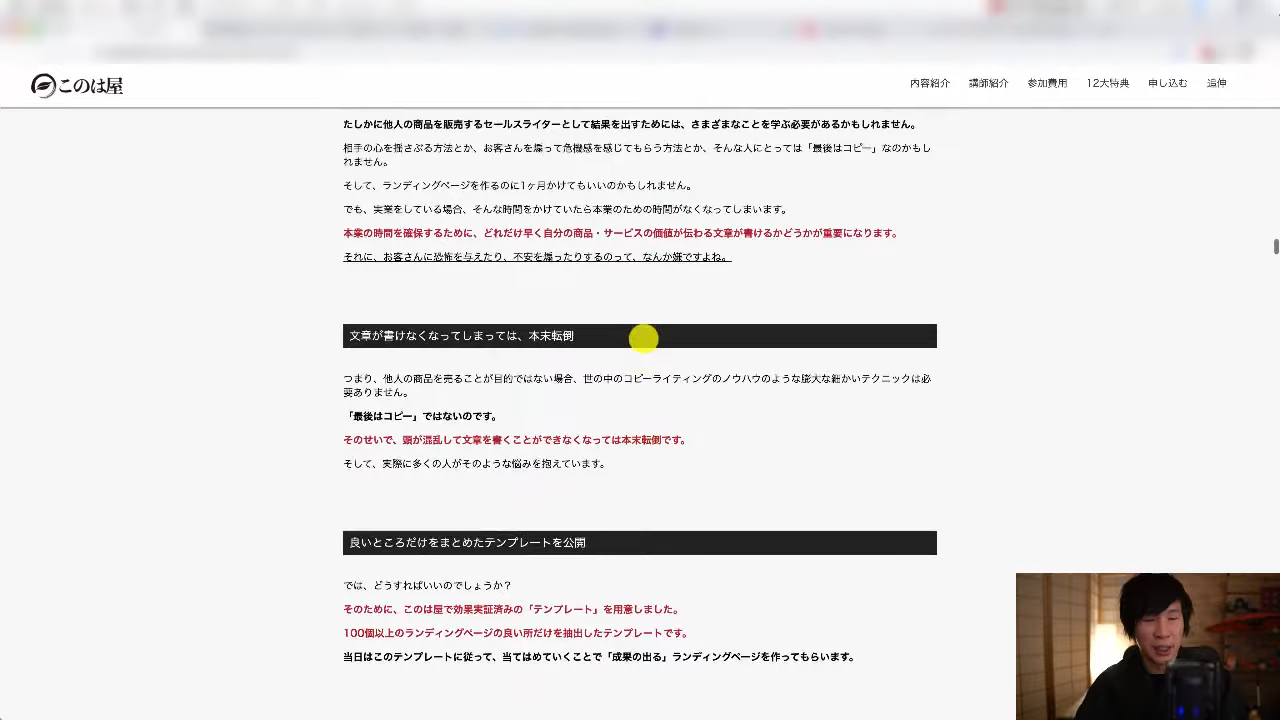 このは屋
内容紹介 講師紹介 参加費用 12大特典 申し込む 追伸
たしかに他人の商品を販売するセールスライターとして結果を出すためには、さまざまなことを学ぶ必要があるかもしれません。
相手の心を揺さぶる方法とか、お客さんを煽って危機感を感じてもらう方法とか、そんな人にとっては「最後はコピー」なのかもし
れません。
そして、ランディングページを作るのに1ヶ月かけてもいいのかもしれません。
でも、実業をしている場合、そんな時間をかけていたら本業のための時間がなくなってしまいます。
本業の時間を確保するために、どれだけ早く自分の商品・サービスの価値が伝わる文章が書けるかどうかが重要になります。
それに、お客さんに恐怖を与えたり、不安を煽ったりするのって、なんか嫌ですよね。
文章が書けなくなってしまっては、本末転倒
つまり、他人の商品を売ることが目的ではない場合、世の中のコピーライティングのノウハウのような膨大な細かいテクニックは必
要ありません。
「最後はコピー」ではないのです。
そのせいで、頭が混乱して文章を書くことができなくなっては本末転倒です。
そして、実際に多くの人がそのような悩みを抱えています。
良いところだけをまとめたテンプレートを公開
では、どうすればいいのでしょうか？
そのために、このは屋で効果実証済みの「テンプレート」を用意しました。
100個以上のランディングページの良い所だけを抽出したテンプレートです。
当日はこのテンプレートに従って、当てはめていくことで「成果の出る」ランディングページを作ってもらいます。